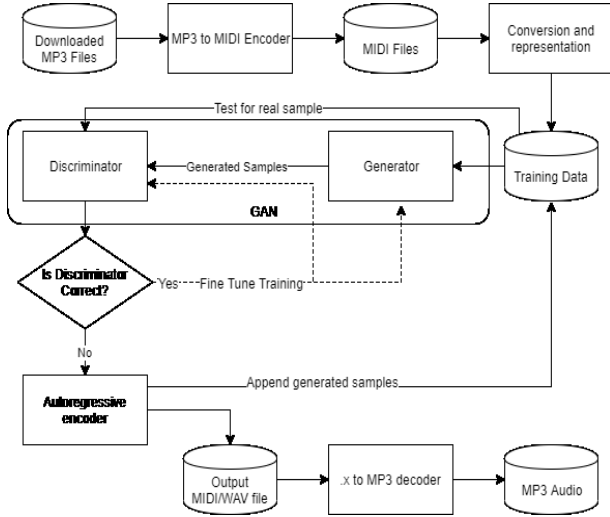 Downloaded
MP3 Files
MP3 to MIDI Encoder
MIDI Files
Conversion and
representation
Test for real sample
Discriminator
Generated Samples
Generator
Training Data
GAN
Is Discriminator
Correct?
Yes
Fine Tune Training
No
Autoregressive
encoder
Append generated samples
Output
MIDI/WAV file
.x to MP3 decoder
MP3 Audio